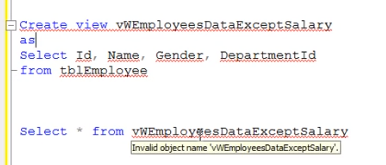 Create view vWEmployeesDataExceptSalary
as
Select Id, Name, Gender, DepartmentId
from tblEmployee
Select * from vWEmployeesDataExceptSalary
Invalid object name 'vWEmployeesDataExceptSalary'.